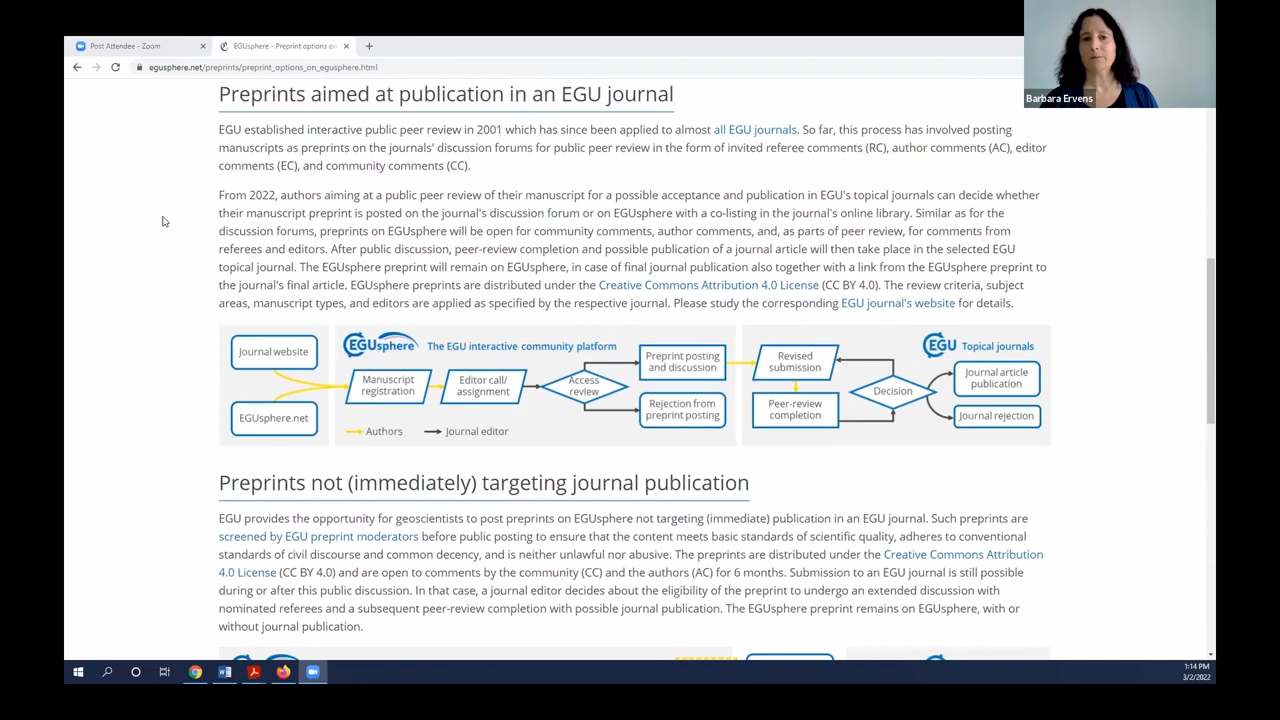 Post Attendee - Zoom
EGUsphere - Preprint options on
egusphere.net/preprints/preprint_options_on_egusphere.html
Barbara Ervens
Preprints aimed at publication in an EGU journal
EGU established interactive public peer review in 2001 which has since been applied to almost all EGU journals. So far, this process has involved posting
manuscripts as preprints on the journals' discussion forums for public peer review in the form of invited referee comments (RC), author comments (AC), editor
comments (EC), and community comments (CC).
From 2022, authors aiming at a public peer review of their manuscript for a possible acceptance and publication in EGU's topical journals can decide whether
their manuscript preprint is posted on the journal's discussion forum or on EGUsphere with a co-listing in the journal's online library. Similar as for the
discussion forums, preprints on EGUsphere will be open for community comments, author comments, and, as parts of peer review, for comments from
referees and editors. After public discussion, peer-review completion and possible publication of a journal article will then take place in the selected EGU
topical journal. The EGUsphere preprint will remain on EGUsphere, in case of final journal publication also together with a link from the EGUsphere preprint to
the journal's final article. EGUsphere preprints are distributed under the Creative Commons Attribution 4.0 License (CC BY 4.0). The review criteria, subject
areas, manuscript types, and editors are applied as specified by the respective journal. Please study the corresponding EGU journal's website for details.
Journal website
EGUsphere.net
EGUsphere The EGU interactive community platform
Manuscript
registration
Editor call/
assignment
Access
review
Preprint posting
and discussion
Rejection from
preprint posting
Authors
Journal editor
EGU Topical journals
Revised
submission
Peer-review
completion
Decision
Journal article
publication
Journal rejection
Preprints not (immediately) targeting journal publication
EGU provides the opportunity for geoscientists to post preprints on EGUsphere not targeting (immediate) publication in an EGU journal. Such preprints are
screened by EGU preprint moderators before public posting to ensure that the content meets basic standards of scientific quality, adheres to conventional
standards of civil discourse and common decency, and is neither unlawful nor abusive. The preprints are distributed under the Creative Commons Attribution
4.0 License (CC BY 4.0) and are open to comments by the community (CC) and the authors (AC) for 6 months. Submission to an EGU journal is still possible
during or after this public discussion. In that case, a journal editor decides about the eligibility of the preprint to undergo an extended discussion with
nominated referees and a subsequent peer-review completion with possible journal publication. The EGUsphere preprint remains on EGUsphere, with or
without journal publication.
1:14 PM
3/2/2022